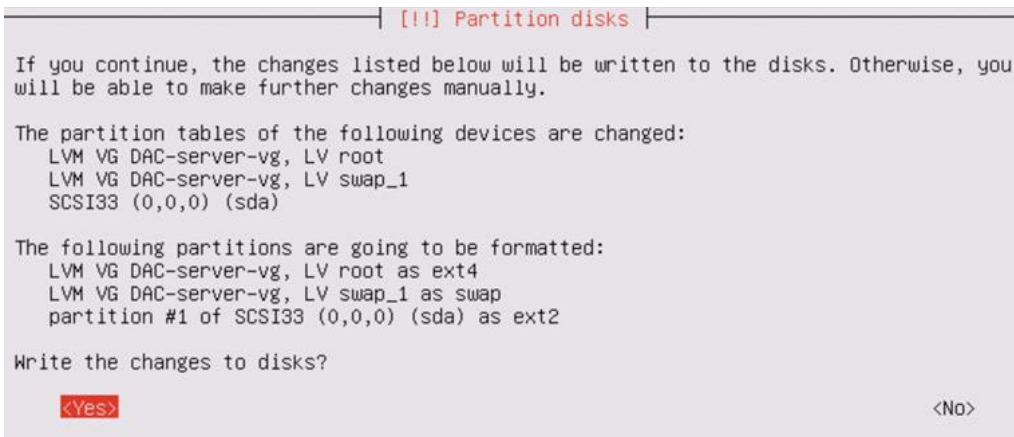 [!!] Partition disks
If you continue, the changes listed below will be written to the disks. Otherwise, you
will be able to make further changes manually.
The partition tables of the following devices are changed:
LVM VG DAC-server-vg, LV root
LVM VG DAC-server-vg, LV swap_1
SCSI33 (0,0,0) (sda)
The following partitions are going to be formatted:
LVM VG DAC-server-vg, LV root as ext4
LVM VG DAC-server-vg, LV swap_1 as swap
partition #1 of SCSI33 (0,0,0) (sda) as ext2
Write the changes to disks?
<Yes> <No>